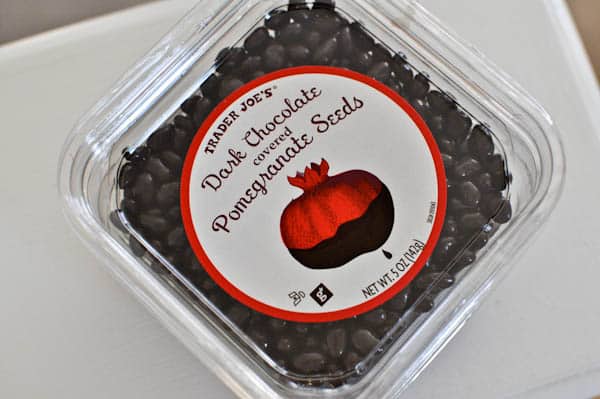 TRADER JOE'S®
Dark Chocolate
covered
Pomegranate Seeds
g
NET WT. 5 OZ (142g)